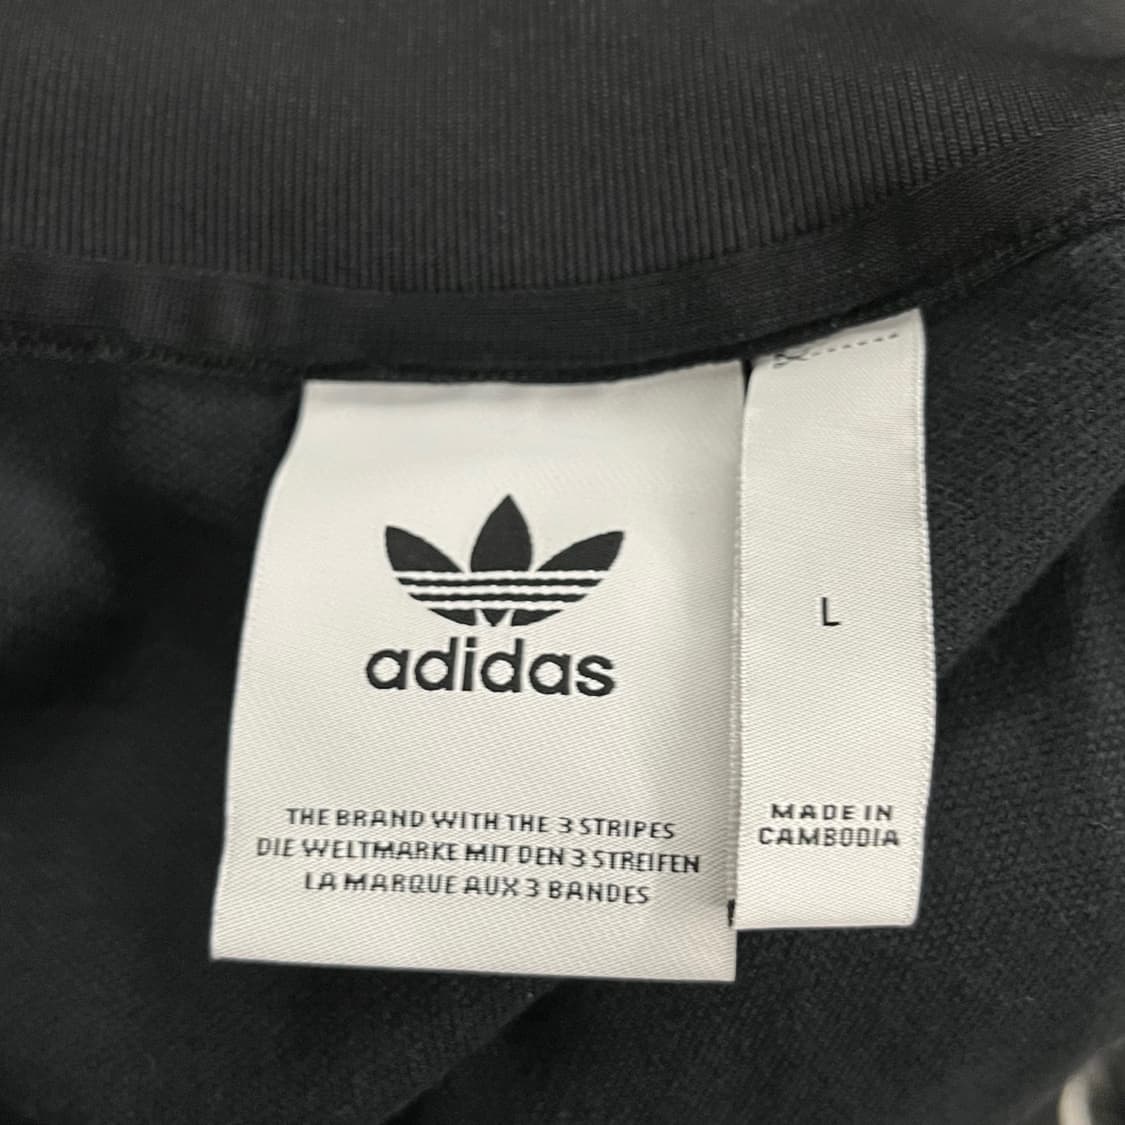 adidas
THE BRAND WITH THE 3 STRIPES
DIE WELTMARKE MIT DEN 3 STREIFEN
LA MARQUE AUX 3 BANDES
L
MADE IN
CAMBODIA